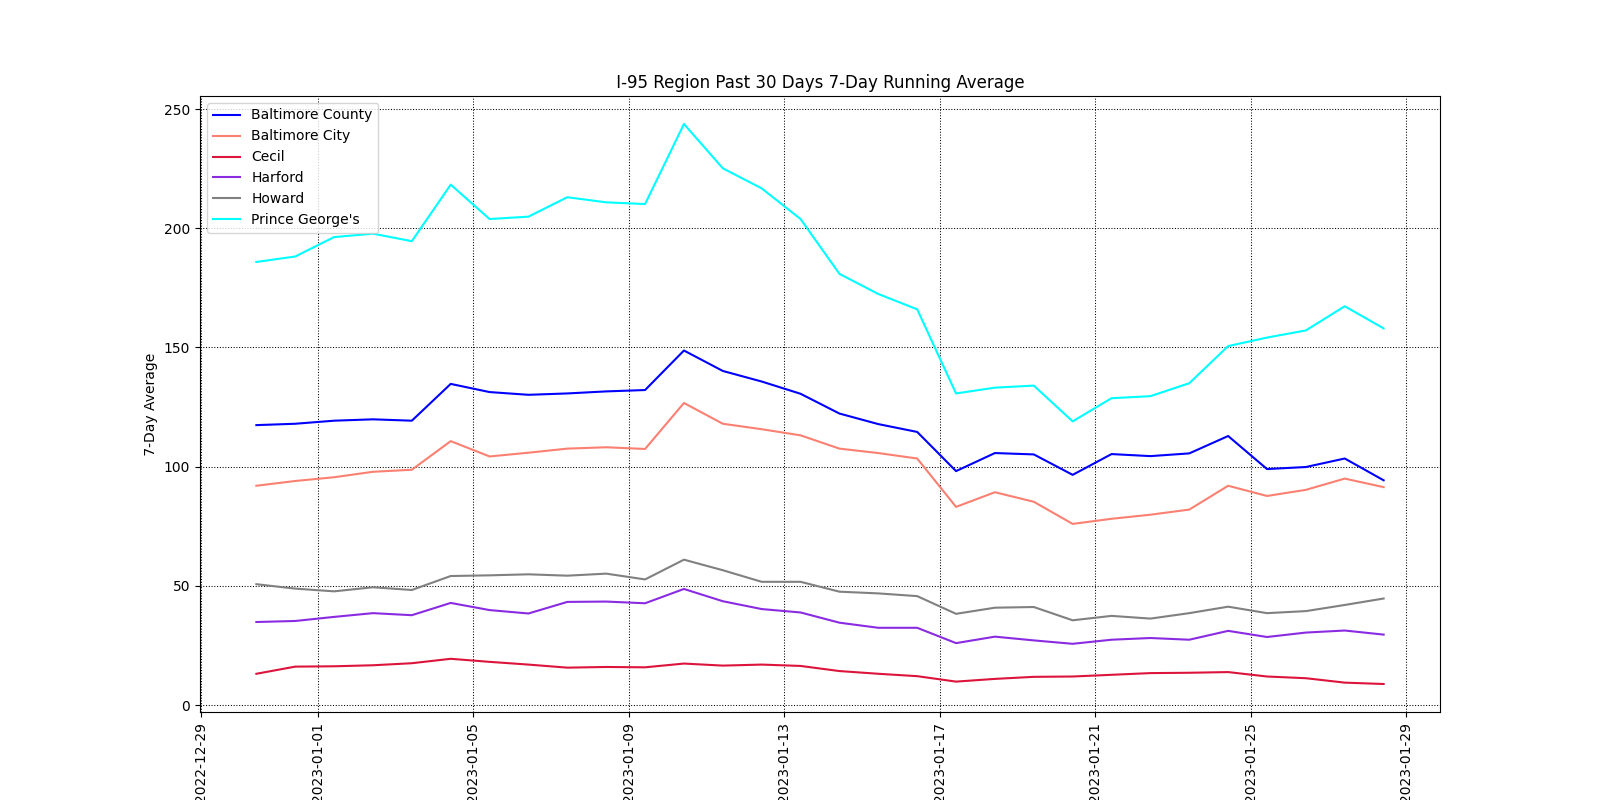 I-95 Region Past 30 Days 7-Day Running Average
250
200
150
100
50
0
7-Day Average
Baltimore County
Baltimore City
Cecil
Harford
Howard
Prince George's
2022-12-29
2023-01-01
2023-01-05
2023-01-09
2023-01-13
2023-01-17
2023-01-21
2023-01-25
2023-01-29